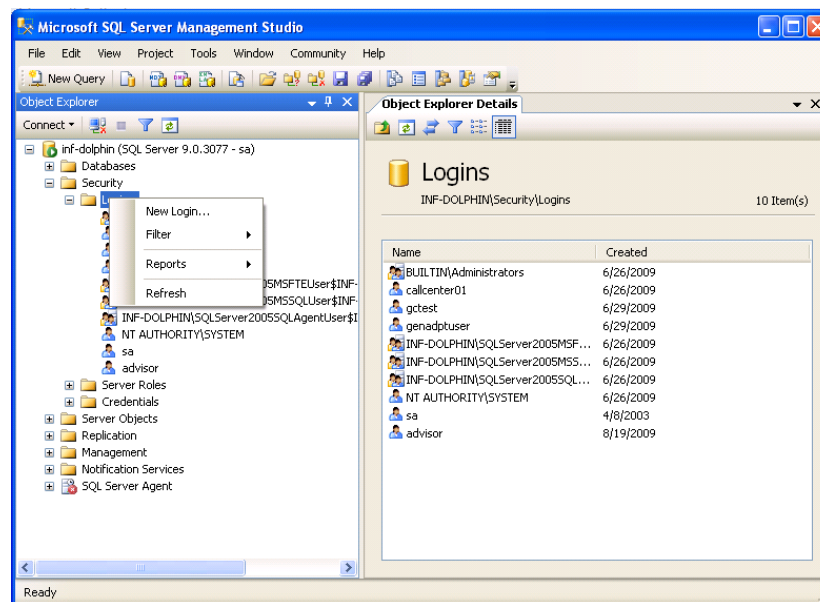 Microsoft SQL Server Management Studio
File Edit View Project Tools Window Community Help
New Query
Object Explorer
Connect
inf-dolphin (SQL Server 9.0.3077 - sa)
Databases
Security
New Login...
Filter
Reports
Refresh
005MSFTEUser$INF-
005MSSQLUser$INF-
INF-DOLPHIN\SQLServer2005SQLAgentUser$I
NT AUTHORITY\SYSTEM
sa
advisor
Server Roles
Credentials
Server Objects
Replication
Management
Notification Services
SQL Server Agent
Object Explorer Details
Logins
INF-DOLPHIN\Security\Logins 10 Item(s)
Name Created
BUILTIN\Administrators 6/26/2009
callcenter01 6/26/2009
gctest 6/29/2009
genadptuser 6/29/2009
INF-DOLPHIN\SQLServer2005MSF... 6/26/2009
INF-DOLPHIN\SQLServer2005MSS... 6/26/2009
INF-DOLPHIN\SQLServer2005SQL... 6/26/2009
NT AUTHORITY\SYSTEM 6/26/2009
sa 4/8/2003
advisor 8/19/2009
Ready